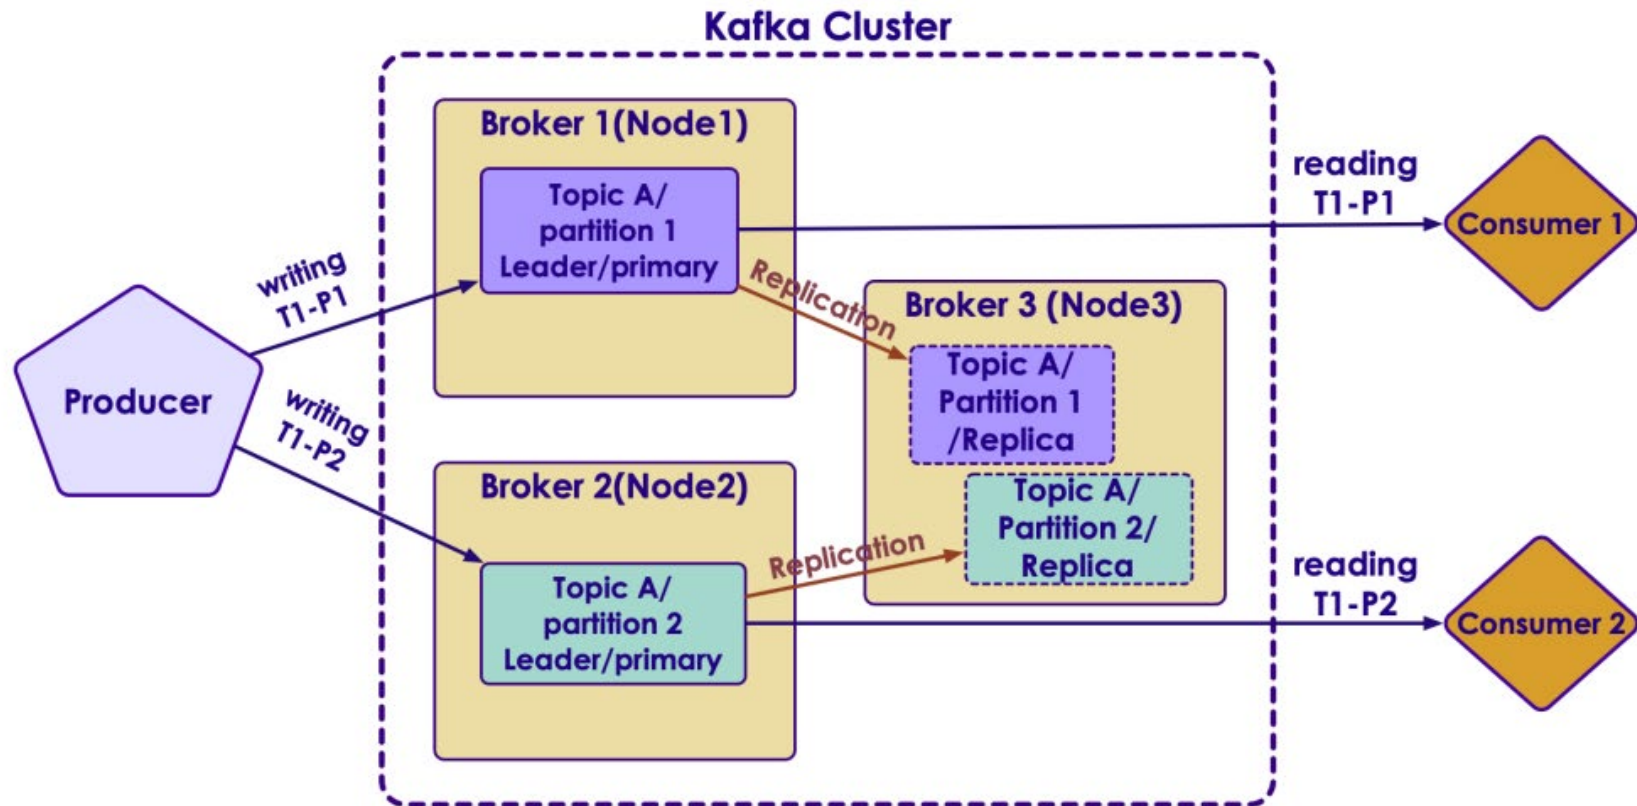 Kafka Cluster
Broker 1(Node1)
Topic A/
partition 1
Leader/primary
reading
T1-P1
Consumer 1
writing
T1-P1
Replication
Broker 3 (Node3)
Topic A/
Partition 1
/Replica
Producer
writing
T1-P2
Broker 2(Node2)
Topic A/
Partition 2/
Replica
Replication
Topic A/
partition 2
Leader/primary
reading
T1-P2
Consumer 2